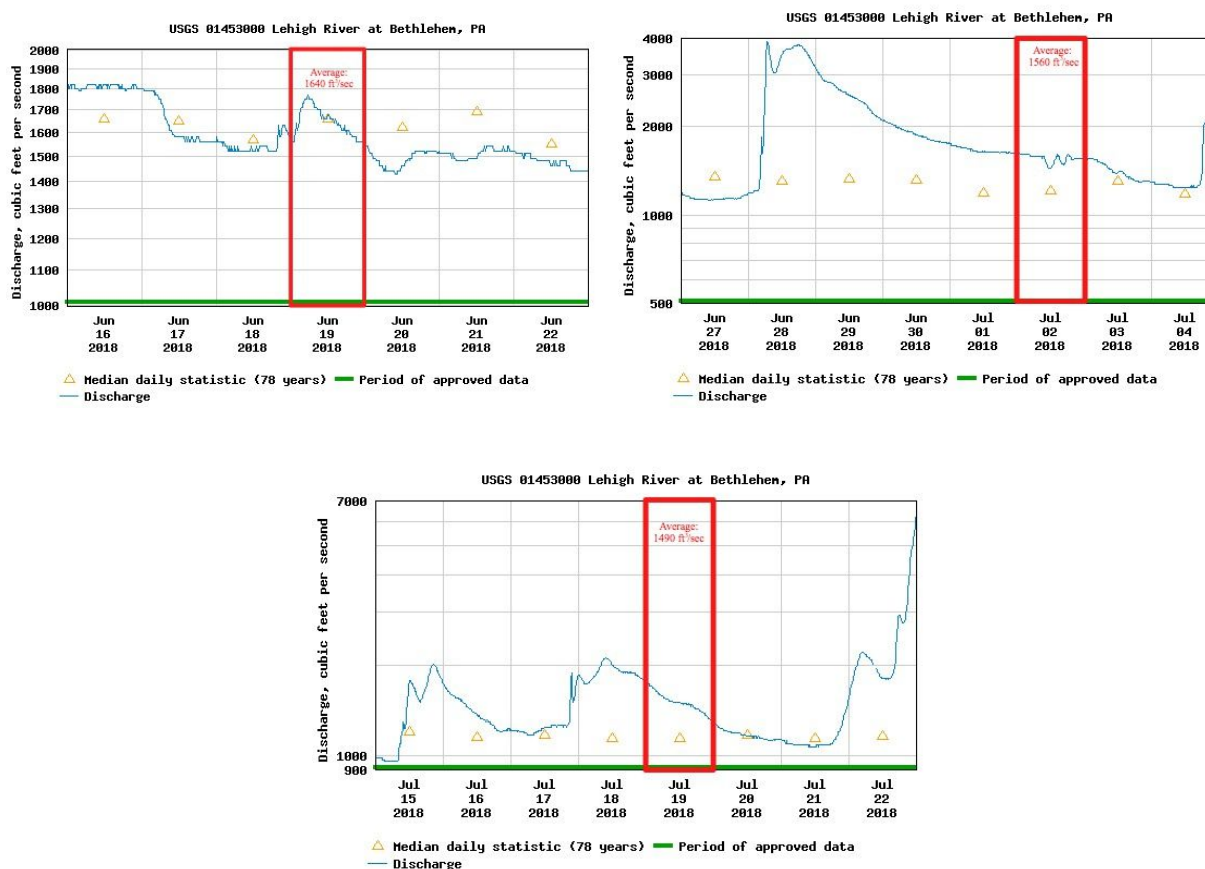 USGS 01453000 Lehigh River at Bethlehem, PA
Discharge, cubic feet per second
2000
1900
1800
1700
1600
1500
1400
1300
1200
1100
1000
Average:
1640 ft³/sec
Jun Jun Jun Jun Jun Jun Jun
16 17 18 19 20 21 22
2018 2018 2018 2018 2018 2018 2018
Median daily statistic (78 years) Period of approved data
Discharge
USGS 01453000 Lehigh River at Bethlehem, PA
Discharge, cubic feet per second
4000
3000
2000
1000
500
Average:
1560 ft³/sec
Jun Jun Jun Jun Jul Jul Jul Jul
27 28 29 30 01 02 03 04
2018 2018 2018 2018 2018 2018 2018 2018
Median daily statistic (78 years) Period of approved data
Discharge
USGS 01453000 Lehigh River at Bethlehem, PA
Discharge, cubic feet per second
7000
1000
900
Average:
1490 ft³/sec
Jul Jul Jul Jul Jul Jul Jul Jul
15 16 17 18 19 20 21 22
2018 2018 2018 2018 2018 2018 2018 2018
Median daily statistic (78 years) Period of approved data
Discharge